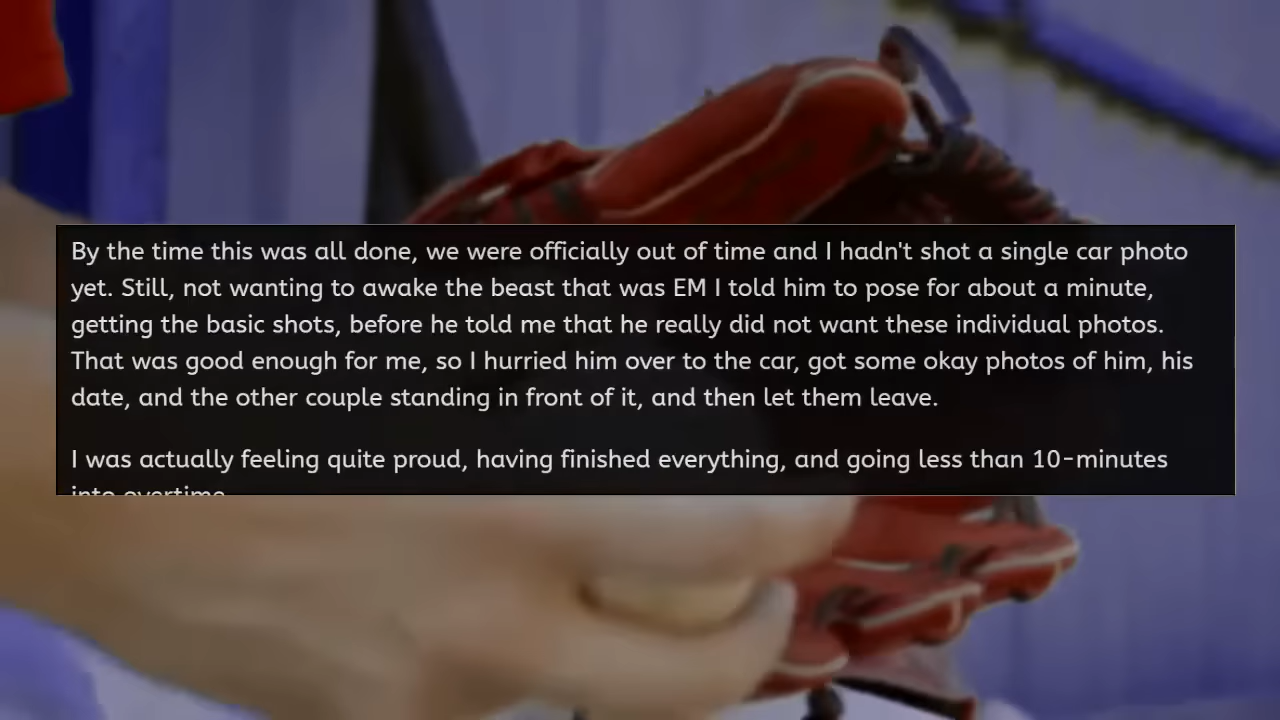 By the time this was all done, we were officially out of time and I hadn't shot a single car photo
yet. Still, not wanting to awake the beast that was EM I told him to pose for about a minute,
getting the basic shots, before he told me that he really did not want these individual photos.
That was good enough for me, so I hurried him over to the car, got some okay photos of him, his
date, and the other couple standing in front of it, and then let them leave.
I was actually feeling quite proud, having finished everything, and going less than 10-minutes
into overtime